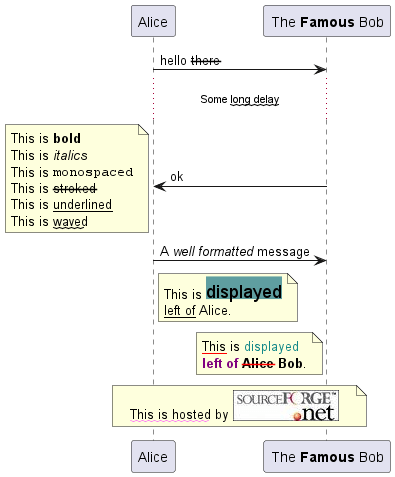 Alice
The Famous Bob
hello there
Some long delay
This is bold
This is italics
This is monospaced
This is stroked
This is underlined
This is waved
ok
A well formatted message
This is displayed
left of Alice.
This is displayed
left of Alice Bob.
This is hosted by SOURCEFORGE™.net
Alice
The Famous Bob